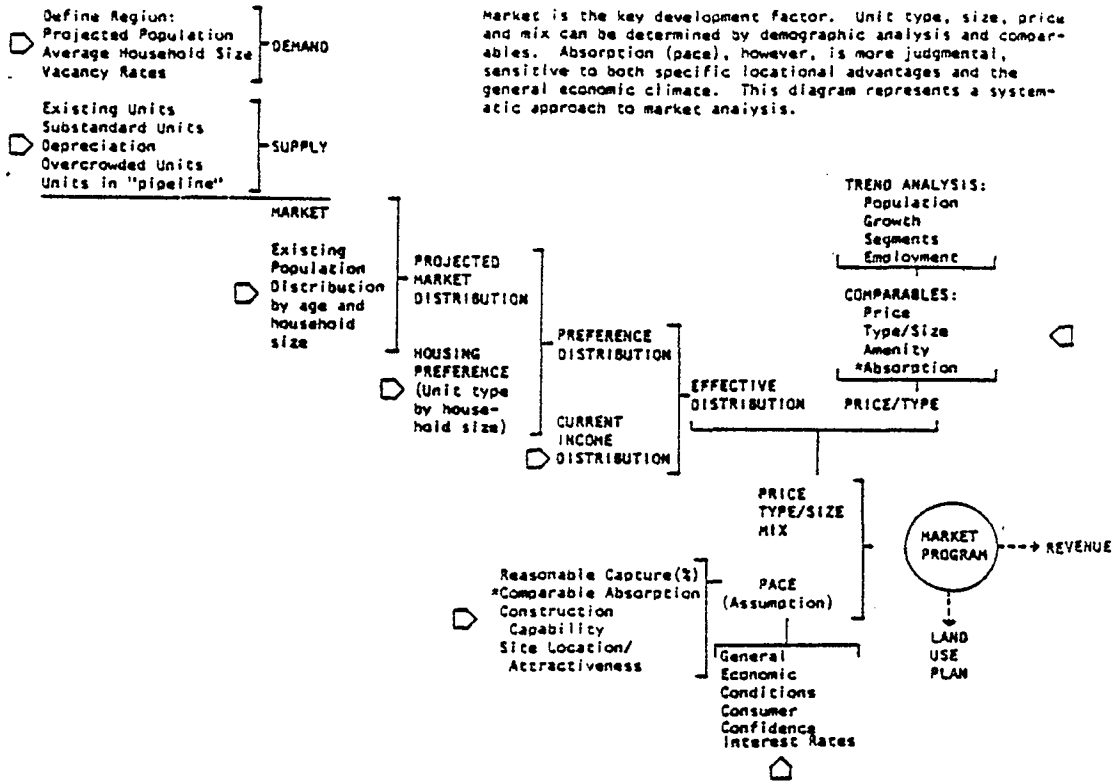 Define Region:
Projected Population
Average Household Size
Vacancy Rates
DEMAND
Market is the key development factor. Unit type, size, price
and mix can be determined by demographic analysis and compar-
ables. Absorption (pace), however, is more judgmental,
sensitive to both specific locational advantages and the
general economic climate. This diagram represents a system-
atic approach to market analysis.
Existing Units
Substandard Units
Depreciation
Overcrowded Units
Units in "pipeline"
SUPPLY
MARKET
Existing
Population
Distribution
by age and
household
size
PROJECTED
MARKET
DISTRIBUTION
HOUSING
PREFERENCE
(Unit type
by house-
hold size)
PREFERENCE
DISTRIBUTION
CURRENT
INCOME
DISTRIBUTION
EFFECTIVE
DISTRIBUTION
TREND ANALYSIS:
Population
Growth
Segments
Employment
COMPARABLES:
Price
Type/Size
Amenity
*Absorption
PRICE/TYPE
PRICE
TYPE/SIZE
MIX
Reasonable Capture(%)
*Comparable Absorption
Construction
Capability
Site Location/
Attractiveness
PACE
(Assumption)
General
Economic
Conditions
Consumer
Confidence
Interest Rates
MARKET
PROGRAM
REVENUE
LAND
USE
PLAN